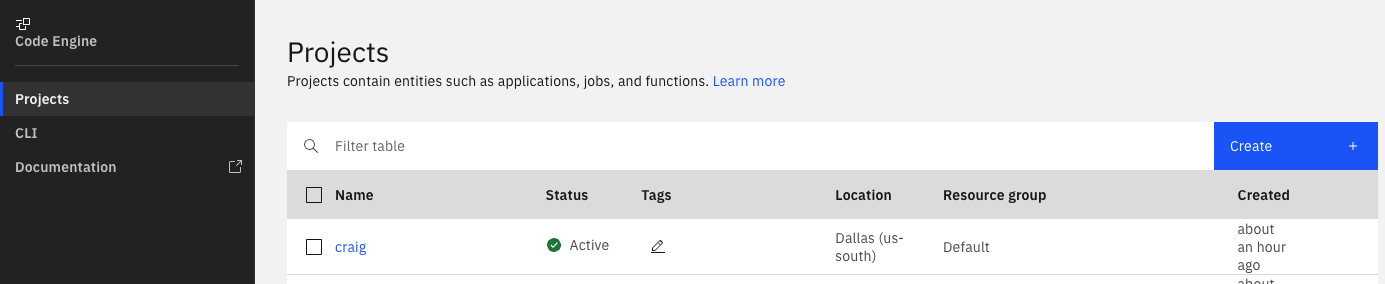 Code Engine
Projects
CLI
Documentation
Projects
Projects contain entities such as applications, jobs, and functions. Learn more
Filter table
Create +
Name Status Tags Location Resource group Created
craig Active Dallas (us-south) Default about an hour ago
about